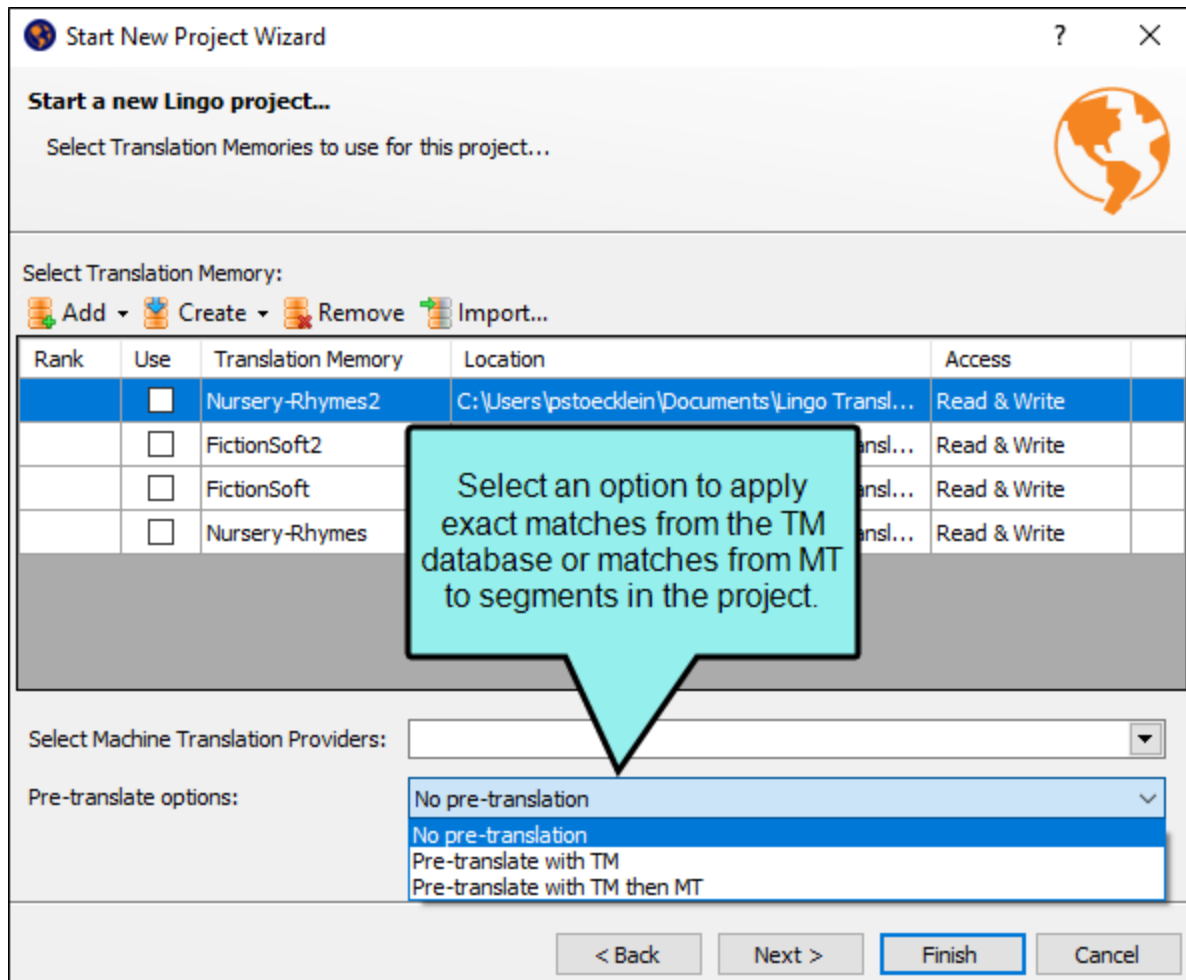 Start New Project Wizard
?
Start a new Lingo project...
Select Translation Memories to use for this project...
Select Translation Memory:
Add Create Remove Import...
Rank Use Translation Memory Location Access
Nursery-Rhymes2 C:\Users\pstoecklein\Documents\Lingo Transl... Read & Write
FictionSoft2 ansl... Read & Write
FictionSoft ansl... Read & Write
Nursery-Rhymes ansl... Read & Write
Select an option to apply
exact matches from the TM
database or matches from MT
to segments in the project.
Select Machine Translation Providers:
Pre-translate options: No pre-translation
No pre-translation
Pre-translate with TM
Pre-translate with TM then MT
< Back Next > Finish Cancel